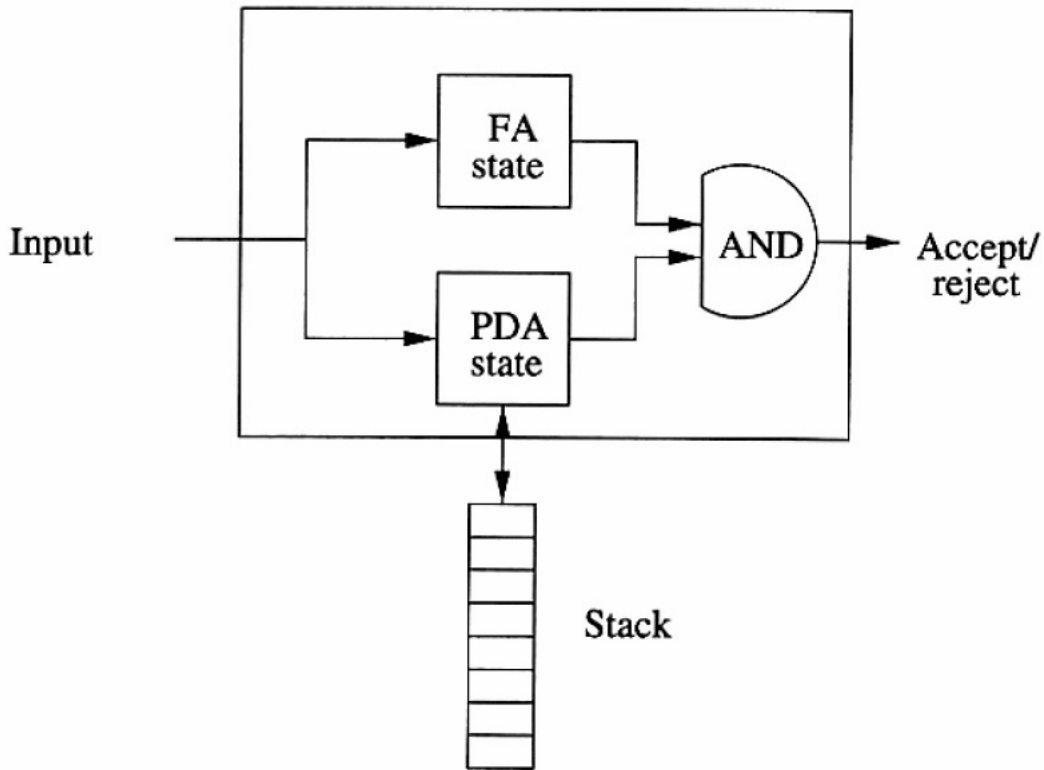 FA
state
Input
AND
Accept/
reject
PDA
state
Stack